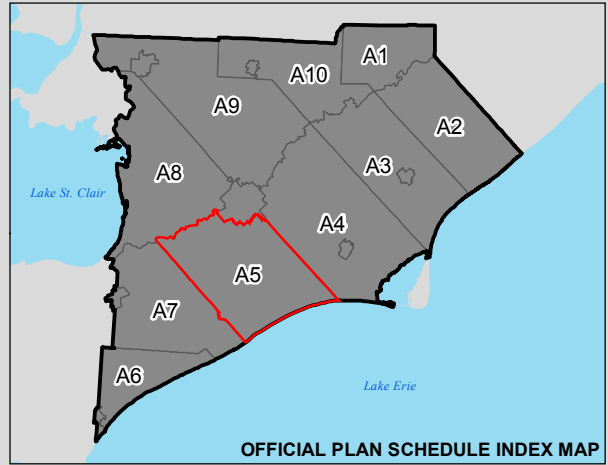 A1
A10
A9
A2
A3
A8
Lake St. Clair
A4
A5
A7
A6
Lake Erie
OFFICIAL PLAN SCHEDULE INDEX MAP